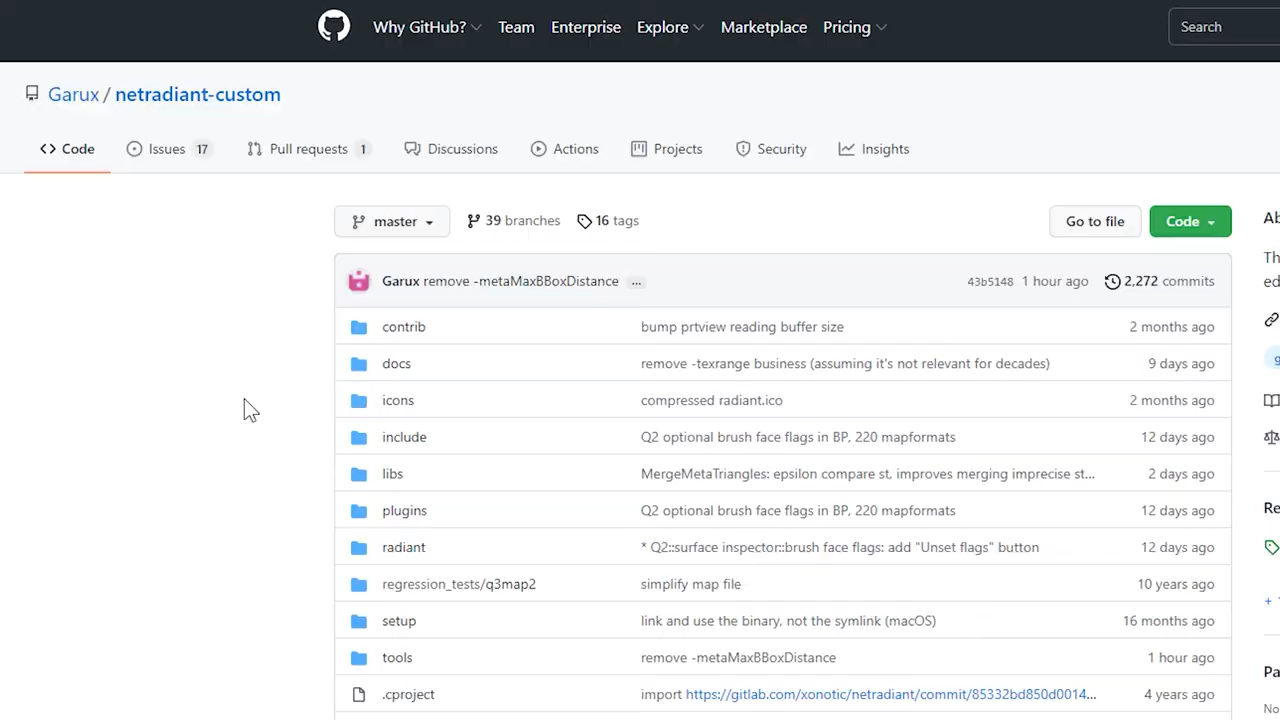 Why GitHub? Team Enterprise Explore Marketplace Pricing Search
Garux / netradiant-custom
Code Issues 17 Pull requests 1 Discussions Actions Projects Security Insights
master 39 branches 16 tags Go to file Code
Garux remove -metaMaxBBoxDistance ... 43b5148 1 hour ago 2,272 commits
contrib bump prtview reading buffer size 2 months ago
docs remove -texrange business (assuming it's not relevant for decades) 9 days ago
icons compressed radiant.ico 2 months ago
include Q2 optional brush face flags in BP, 220 mapformats 12 days ago
libs MergeMetaTriangles: epsilon compare st, improves merging imprecise st... 2 days ago
plugins Q2 optional brush face flags in BP, 220 mapformats 12 days ago
radiant * Q2::surface inspector::brush face flags: add "Unset flags" button 12 days ago
regression_tests/q3map2 simplify map file 10 years ago
setup link and use the binary, not the symlink (macOS) 16 months ago
tools remove -metaMaxBBoxDistance 1 hour ago
.cproject import https://gitlab.com/xonotic/netradiant/commit/85332bd850d0014... 4 years ago